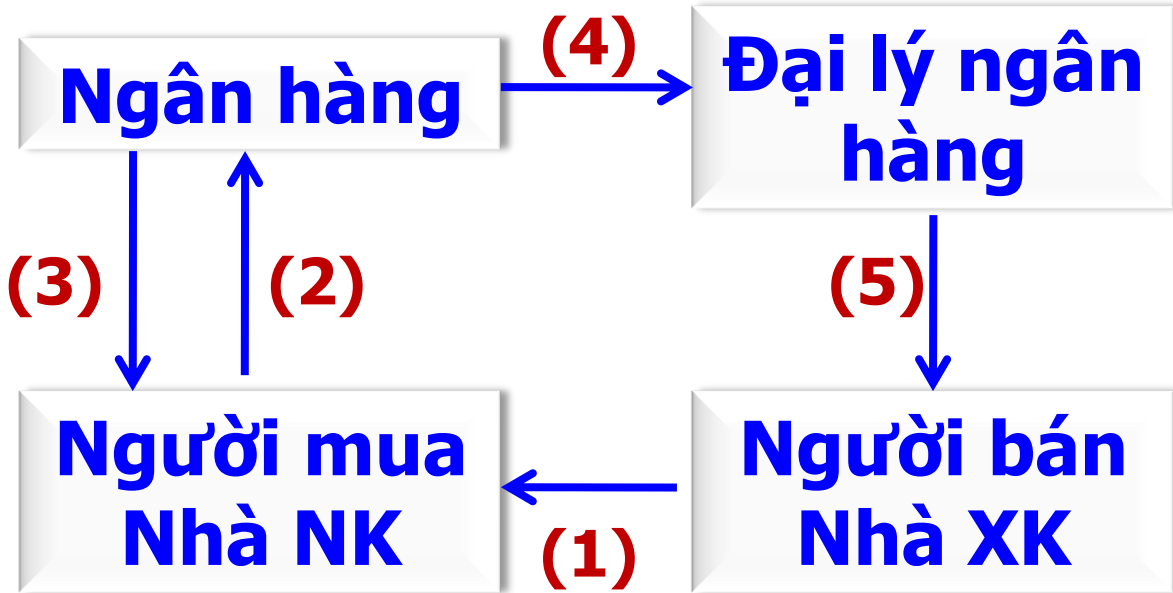 Ngân hàng
(4)
Đại lý ngân
hàng
(3)
(2)
(5)
Người mua
Nhà NK
(1)
Người bán
Nhà XK